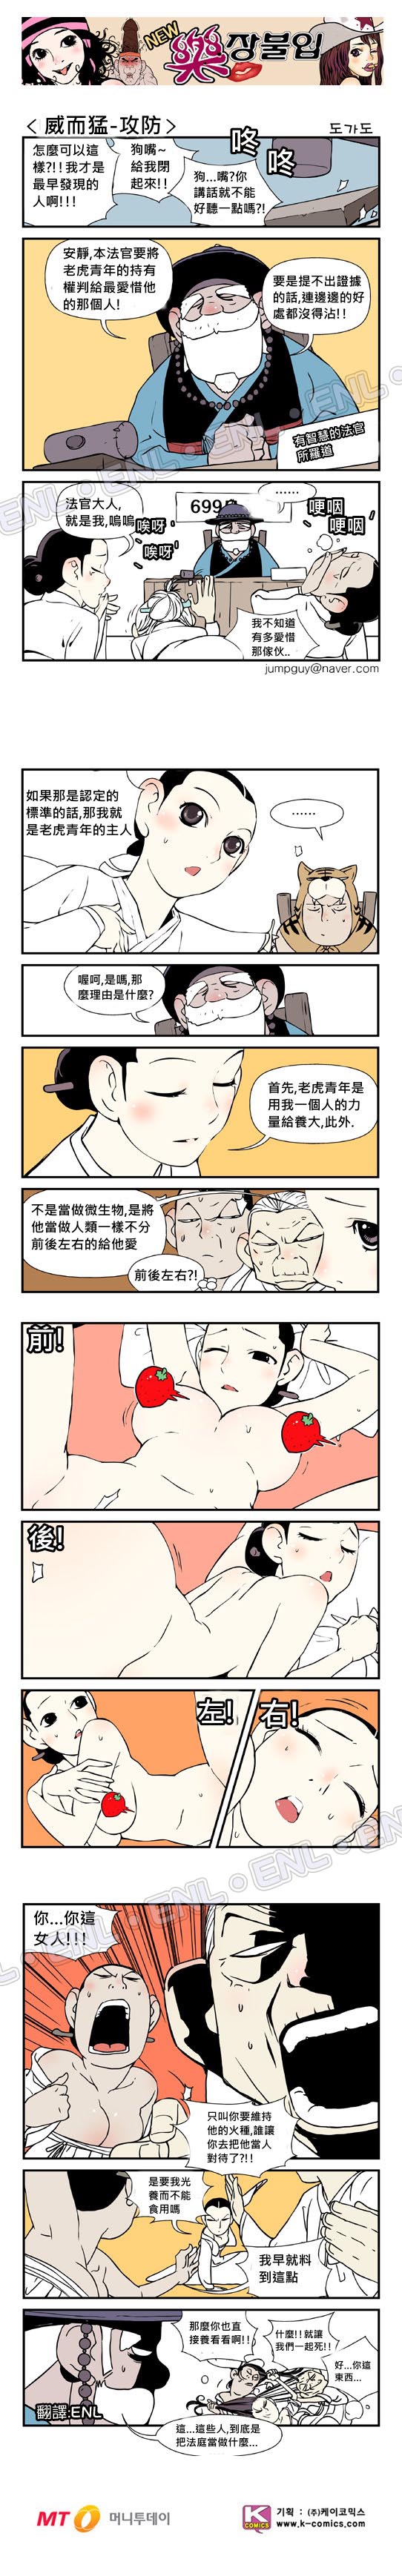 NEW 樂 장불입
<威而猛-攻防>
도가도
怎麼可以這
樣?!!我才是
最早發現的
人啊!!!
狗嘴~
給我閉
起來!!
狗...嘴?你
講話就不能
好聽一點嗎?!
咚
咚
安靜,本法官要將
老虎青年的持有
權判給最愛惜他
的那個人!
要是提不出證據
的話,連邊邊的好
處都沒得沾!!
有智慧的法官
所羅道
法官大人,
就是我,嗚嗚
唉呀
唉呀
699
......
哽咽
哽咽
我不知道
有多愛惜
那傢伙..
jumpguy@naver.com
如果那是認定的
標準的話,那我就
是老虎青年的主人
......
喔呵,是嗎,那
麼理由是什麼?
首先,老虎青年是
用我一個人的力
量給養大,此外.
不是當做微生物,是將
他當做人類一樣不分
前後左右的給他愛
前後左右?!
前!
後!
左!
右!
你...你這
女人!!!
只叫你要維持
他的火種,誰讓
你去把他當人
對待了?!!
是要我光
養而不能
食用嗎
我早就料
到這點
那麼你也直
接養看看啊!!
什麼!!就讓
我們一起死!!
好...你這
東西...
翻譯:ENL
這...這些人,到底是
把法庭當做什麼...
MT 머니투데이
K COMICS
기획 : (주)케이코믹스
www.k-comics.com
ENL